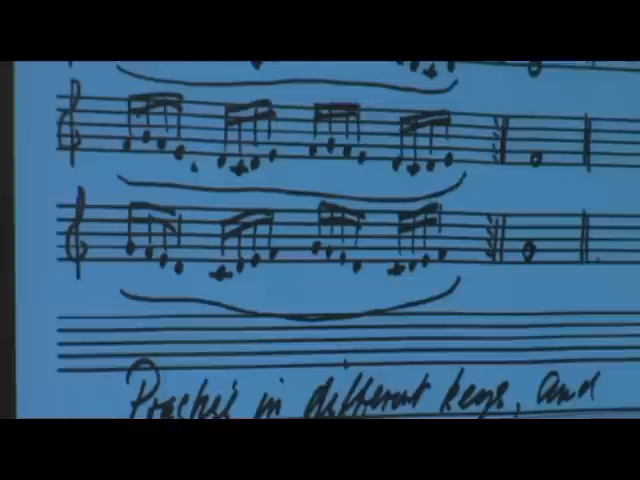 Practise in different keys, and